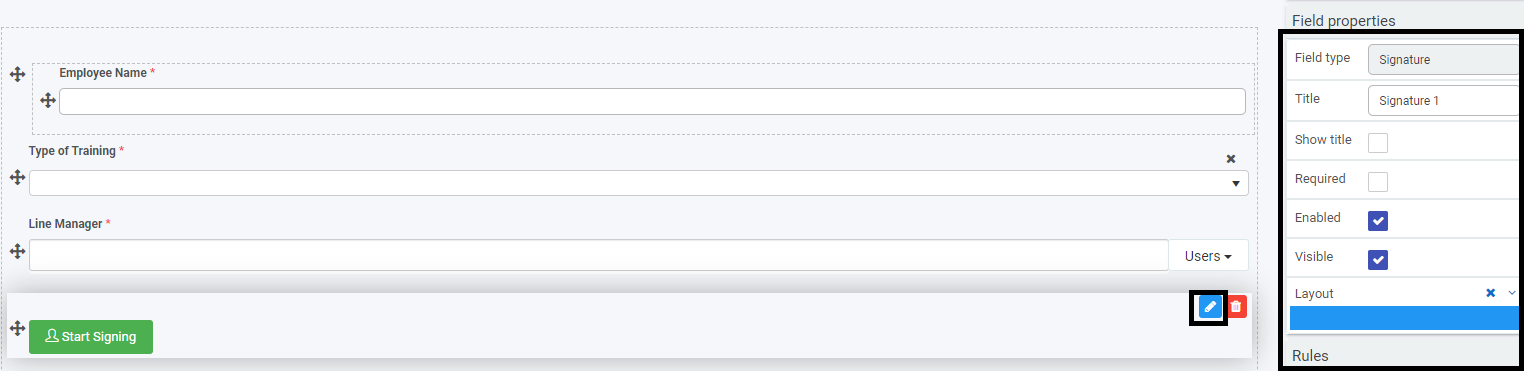 Field properties
Employee Name *
Type of Training *
Line Manager *
Users
Start Signing
Field type
Signature
Title
Signature 1
Show title
Required
Enabled
Visible
Layout
Rules